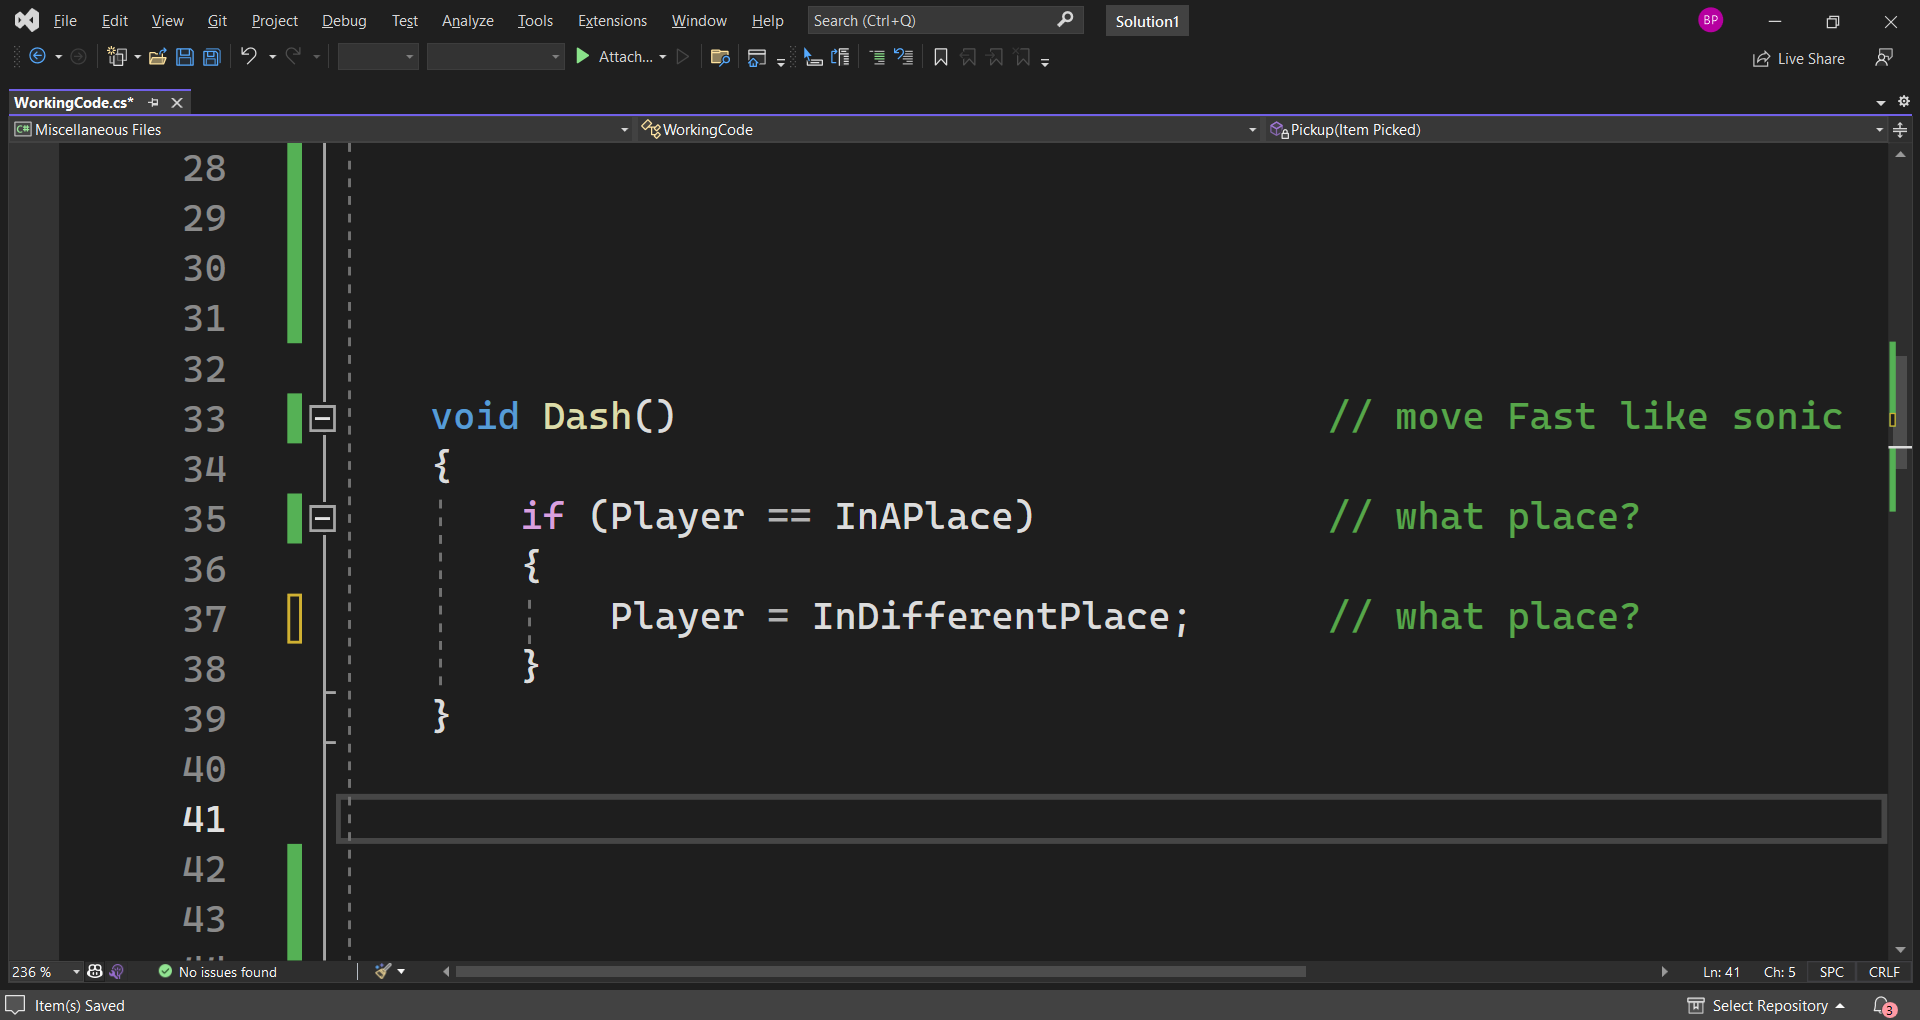 File Edit View Git Project Debug Test Analyze Tools Extensions Window Help Search (Ctrl+Q) Solution1 BP
Attach... Live Share
WorkingCode.cs*
C# Miscellaneous Files WorkingCode Pickup(Item Picked)
28
29
30
31
32
33 void Dash() // move Fast like sonic
34 {
35 if (Player == InAPlace) // what place?
36 {
37 Player = InDifferentPlace; // what place?
38 }
39 }
40
41
42
43
236 % No issues found Ln: 41 Ch: 5 SPC CRLF
Item(s) Saved Select Repository 3